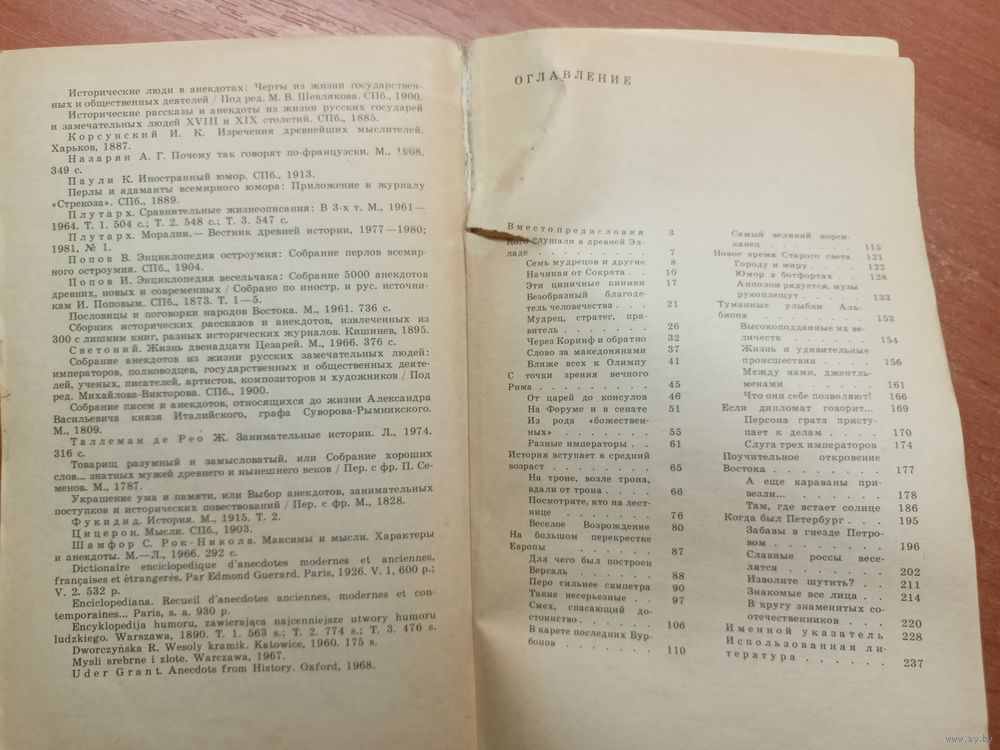 Исторические люди в анекдотах: Черты из жизни государствен-
ных и общественных деятелей / Под ред. М. В. Шевлякова. СПб., 1900.
Исторические рассказы и анекдоты из жизни русских государей
и замечательных людей XVIII и XIX столетий. СПб., 1885.
Корсунский И. К. Изречения древнейших мыслителей.
Харьков, 1887.
Назарян А. Г. Почему так говорят по-французски. М., 1968.
349 с.
Паули К. Иностранный юмор. СПб., 1913.
Перлы и адаманты всемирного юмора: Приложение к журналу
«Стрекоза». СПб., 1889.
Плутарх. Сравнительные жизнеописания: В 3-х т. М., 1961—
1964. Т. 1. 504 с.; Т. 2. 548 с.; Т. 3. 547 с.
Плутарх. Моралии.— Вестник древней истории, 1977—1980;
1981, № 1.
Попов В. Энциклопедия остроумия: Собрание перлов всемир-
ного остроумия. СПб., 1904.
Попов И. Энциклопедия весельчака: Собрание 5000 анекдотов
древних, новых и современных / Собрано по иностр. и рус. источни-
кам И. Поповым. СПб., 1873. Т. 1—5.
Пословицы и поговорки народов Востока. М., 1961. 736 с.
Сборник исторических рассказов и анекдотов, извлеченных из
300 с лишним книг, разных исторических журналов. Кишинев, 1895.
Светоний. Жизнь двенадцати Цезарей. М., 1966. 376 с.
Собрание анекдотов из жизни русских замечательных людей:
императоров, полководцев, государственных и общественных деяте-
лей, ученых, писателей, артистов, композиторов и художников / Под
ред. Михайлова-Викторова. СПб., 1900.
Собрание писем и анекдотов, относящихся до жизни Александра
Васильевича князя Италийского, графа Суворова-Рымникского.
М., 1809.
Таллеман де Рео Ж. Занимательные истории. Л., 1974.
316 с.
Товарищ разумный и замысловатый, или Собрание хороших
слов... знатных мужей древнего и нынешнего веков / Пер. с фр. П. Се-
менов. М., 1787.
Украшение ума и памяти, или Выбор анекдотов, занимательных
поступков и исторических повествований / Пер. с фр. М., 1828.
Фукидид. История. М., 1915. Т. 2.
Цицерон. Мысли. СПб., 1903.
Шамфор С. Рок-Никола. Максимы и мысли. Характеры
и анекдоты. М.—Л., 1966. 292 с.
Dictionaire enciclopedique d'anecdotes modernes et anciennes,
françaises et étrangerès. Par Edmond Guerard. Paris, 1926. V. 1, 600 p.;
V. 2. 532 p.
Enciclopediana. Recueil d'anecdotes anciennes, modernes et con-
temporaines... Paris, s. a. 930 p.
Encyklopedija humoru, zawierająca najcenniejsze utwory humoru
ludzkiego. Warszawa, 1890. T. 1. 563 s.; T. 2. 774 s.; T. 3. 476 s.
Dworczyńska R. Wesoly kramik. Katowice, 1960. 175 s.
Mysli srebrne i zlote. Warczawa, 1967.
Uder Grant. Anecdots from History. Oxford, 1968.
ОГЛАВЛЕНИЕ
Вместо предисловия 3
Кого слушали в древней Эл-
ладе . . . . . . . 7
Семь мудрецов и другие 8
Начиная от Сократа . . 10
Эти циничные киники 17
Безобразный благоде-
тель человечества . . . 21
Мудрец, стратег, пра-
витель . . . . . . . 26
Через Коринф и обратно 32
Слово за македонянами 37
Ближе всех к Олимпу 41
С точки зрения вечного
Рима . . . . . . . . 45
От царей до консулов 46
На Форуме и в сенате 51
Из рода «божествен-
ных» . . . . . . . 55
Разные императоры . . 61
История вступает в средний
возраст . . . . . . . 65
На троне, возле трона,
вдали от трона . . . . 66
Посмотрите, кто на лест-
нице . . . . . . . 76
Веселое Возрождение 80
На большом перекрестке
Европы . . . . . . . 87
Для чего был построен
Версаль . . . . . . . 88
Перо сильнее скипетра 90
Такие несерьезные . . 97
Смех, спасающий до-
стоинство . . . . . . 106
В карете последних Бур-
бонов . . . . . . . 110
Самый великий корси-
канец . . . . . . . 115
Новое время Старого света 121
Городу и миру . . . . 122
Юмор в ботфортах . . . 128
Апполон радуется, музы
рукоплещут . . . . . 133
Туманные улыбки Аль-
биона . . . . . . . 153
Высокоподданные их ве-
личеств . . . . . . . 154
Жизнь и удивительные
происшествия . . . . . 156
Между нами, джентль-
менами . . . . . . . 161
Что они себе позволяют! 166
Если дипломат говорит... 169
Персона грата присту-
пает к делам . . . . 170
Слуга трех императоров 174
Поучительное откровение
Востока . . . . . . . 177
А еще караваны при-
везли... . . . . . . . 178
Там, где встает солнце 186
Когда был Петербург . . . 195
Забавы в гнезде Петро-
вом . . . . . . . 196
Славные россы весе-
лятся . . . . . . . 202
Изволите шутить? . . 211
Знакомые все лица . . 214
В кругу знаменитых со-
отечественников . . . 220
Именной указатель 228
Использованная ли-
тература . . . . . . 237
www.ay.by